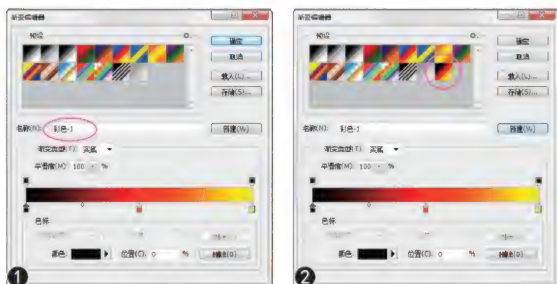 渐变编辑器
预设
确定
取消
载入(L)...
存储(S)...
名称(N): 彩色-1
新建(W)
渐变类型(T): 实底
平滑度(M): 100 %
色标
颜色: 位置(C): 0 % 删除(D)
1
渐变编辑器
预设
确定
取消
载入(L)...
存储(S)...
名称(N): 彩色-1
新建(W)
渐变类型(T): 实底
平滑度(M): 100 %
色标
颜色: 位置(C): 0 % 删除(D)
2